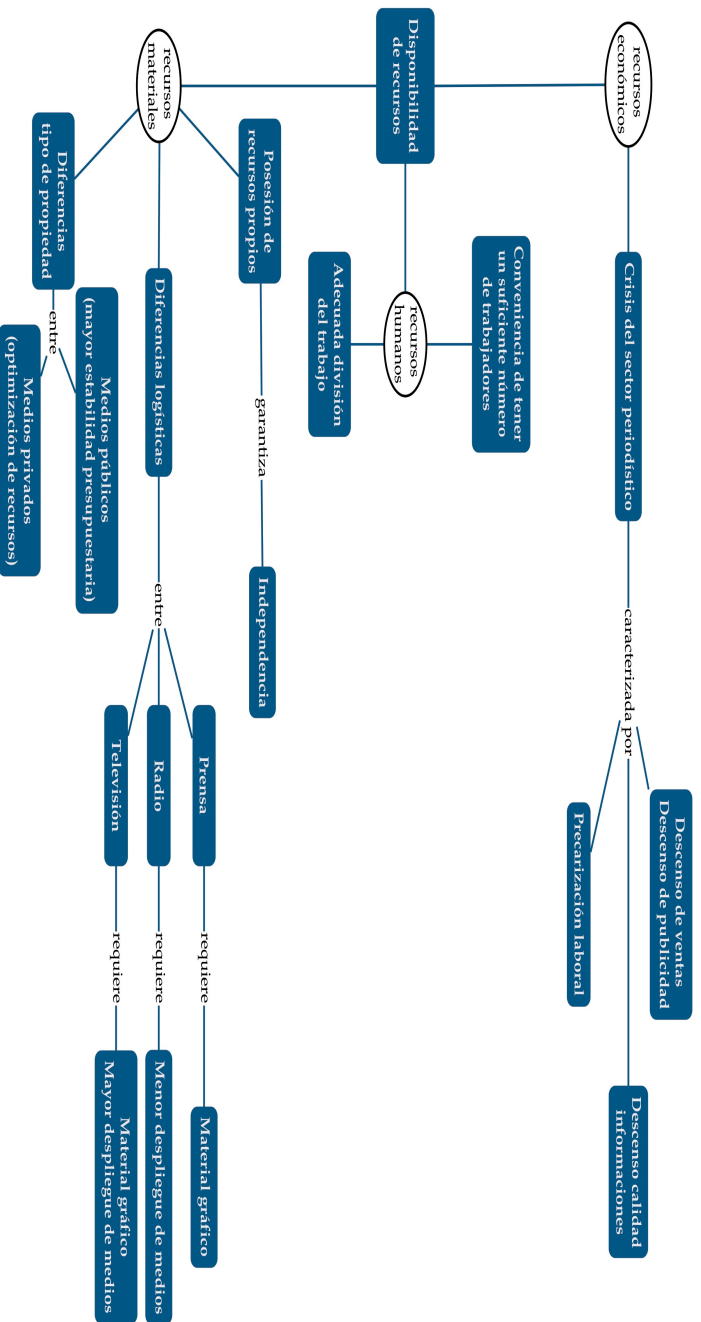 recursos
económicos
Crisis del sector periodístico
caracterizada por
Descenso de ventas
Descenso de publicidad
Descenso calidad
informaciones
Precarización laboral
Disponibilidad
de recursos
Conveniencia de tener
un suficiente número
de trabajadores
recursos
humanos
Adecuada división
del trabajo
recursos
materiales
Posesión de
recursos propios
garantiza
Independencia
Diferencias logísticas
entre
Prensa
requiere
Material gráfico
Radio
requiere
Menor despliegue de medios
Televisión
requiere
Material gráfico
Mayor despliegue de medios
Diferencias
tipo de propiedad
entre
Medios públicos
(mayor estabilidad presupuestaria)
Medios privados
(optimización de recursos)